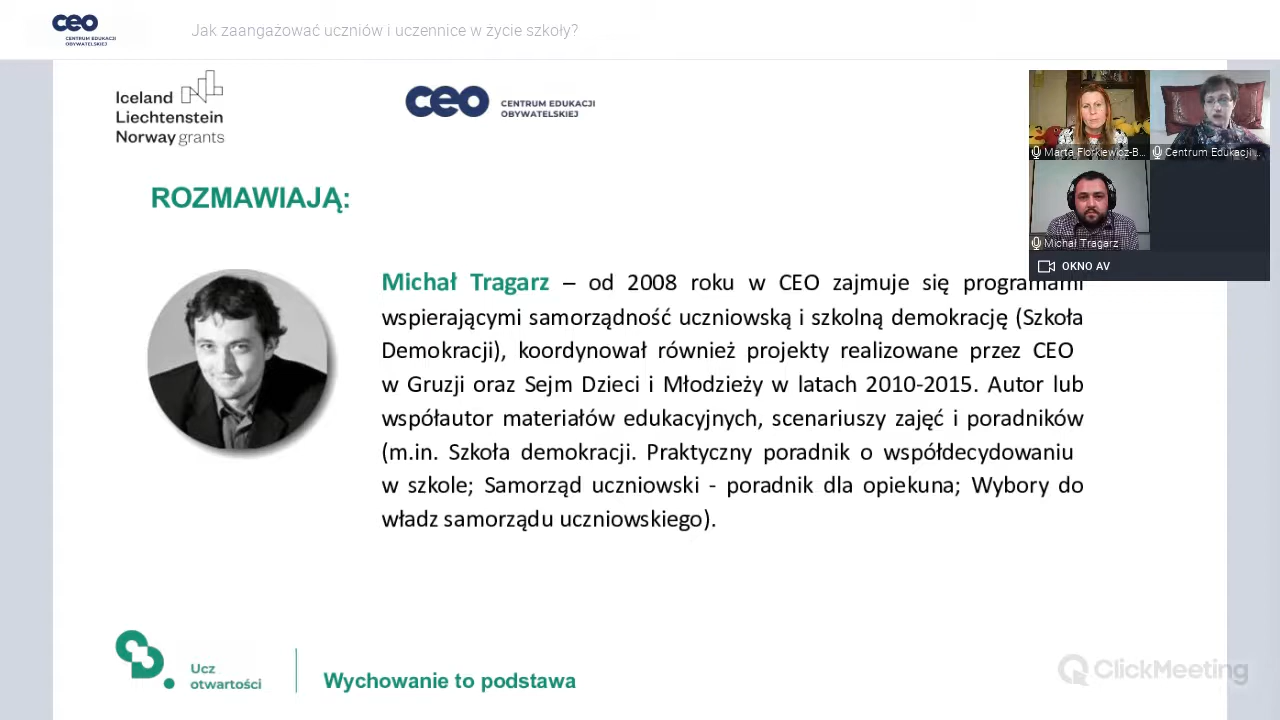 ceo
CENTRUM EDUKACJI
OBYWATELSKIEJ
Jak zaangażować uczniów i uczennice w życie szkoły?
Iceland
Liechtenstein
Norway grants
ceo
CENTRUM EDUKACJI
OBYWATELSKIEJ
Marta Florkiewicz-B...
Centrum Edukacji ...
Michał Tragarz
OKNO AV
ROZMAWIAJĄ:
Michał Tragarz – od 2008 roku w CEO zajmuje się programami
wspierającymi samorządność uczniowską i szkolną demokrację (Szkoła
Demokracji), koordynował również projekty realizowane przez CEO
w Gruzji oraz Sejm Dzieci i Młodzieży w latach 2010-2015. Autor lub
współautor materiałów edukacyjnych, scenariuszy zajęć i poradników
(m.in. Szkoła demokracji. Praktyczny poradnik o współdecydowaniu
w szkole; Samorząd uczniowski - poradnik dla opiekuna; Wybory do
władz samorządu uczniowskiego).
Ucz
otwartości
Wychowanie to podstawa
ClickMeeting